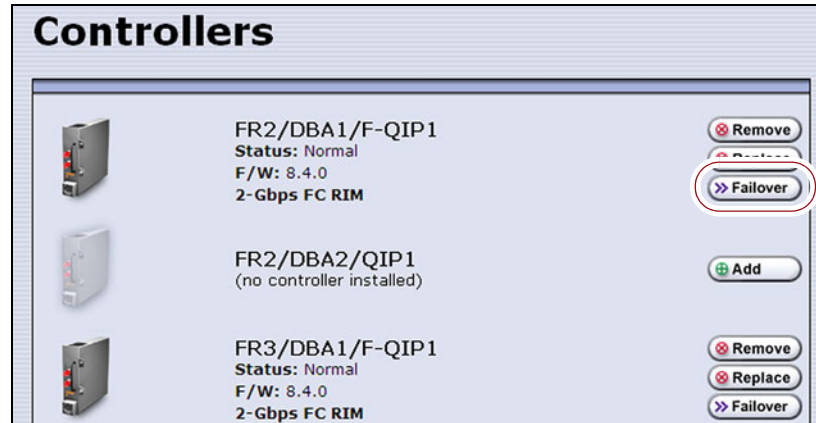 Controllers
FR2/DBA1/F-QIP1
Status: Normal
F/W: 8.4.0
2-Gbps FC RIM
Remove
Replace
Failover
FR2/DBA2/QIP1
(no controller installed)
Add
FR3/DBA1/F-QIP1
Status: Normal
F/W: 8.4.0
2-Gbps FC RIM
Remove
Replace
Failover